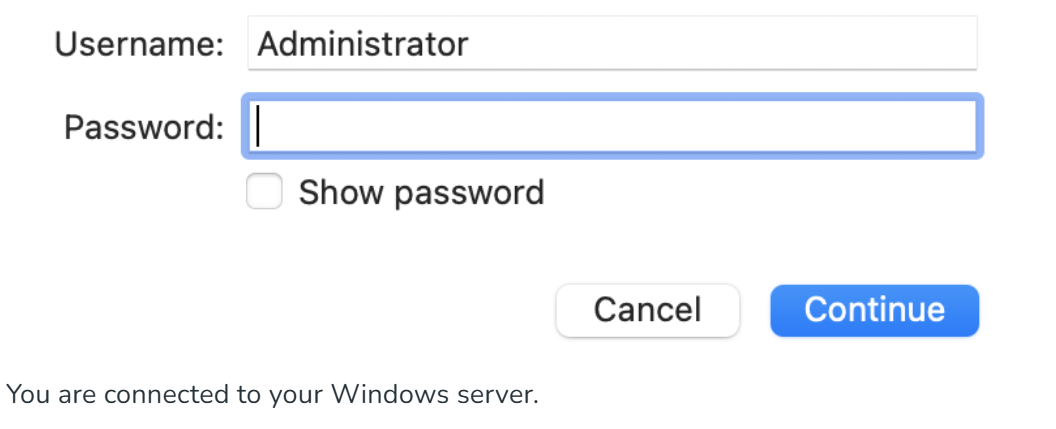 Username: Administrator
Password:
Show password
Cancel Continue
You are connected to your Windows server.